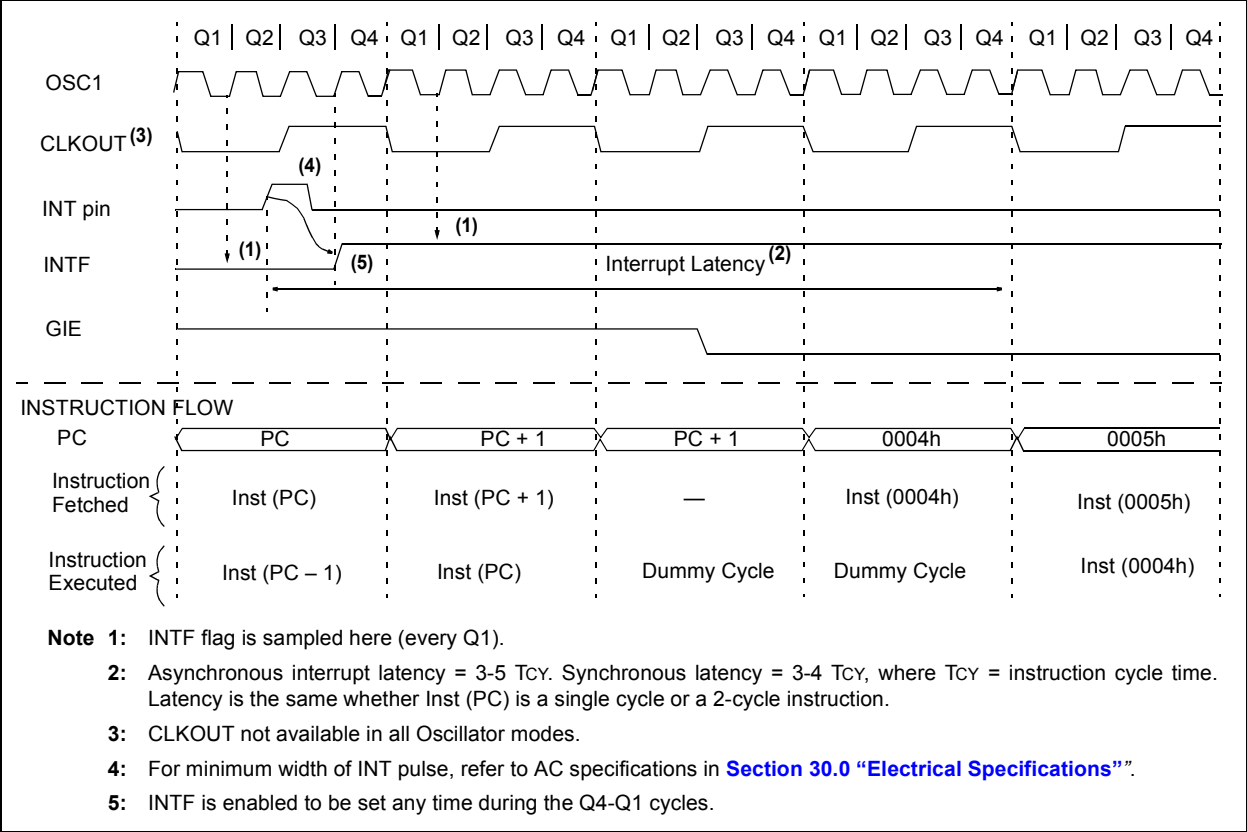 Q1 Q2 Q3 Q4 Q1 Q2 Q3 Q4 Q1 Q2 Q3 Q4 Q1 Q2 Q3 Q4 Q1 Q2 Q3 Q4
OSC1
CLKOUT (3)
(4)
INT pin
(1)
(1)
INTF
(5)
Interrupt Latency (2)
GIE
INSTRUCTION FLOW
PC PC PC + 1 PC + 1 0004h 0005h
Instruction
Fetched
Inst (PC) Inst (PC + 1) — Inst (0004h) Inst (0005h)
Instruction
Executed
Inst (PC – 1) Inst (PC) Dummy Cycle Dummy Cycle Inst (0004h)
Note 1: INTF flag is sampled here (every Q1).
2: Asynchronous interrupt latency = 3-5 TCY. Synchronous latency = 3-4 TCY, where TCY = instruction cycle time.
Latency is the same whether Inst (PC) is a single cycle or a 2-cycle instruction.
3: CLKOUT not available in all Oscillator modes.
4: For minimum width of INT pulse, refer to AC specifications in Section 30.0 “Electrical Specifications””.
5: INTF is enabled to be set any time during the Q4-Q1 cycles.